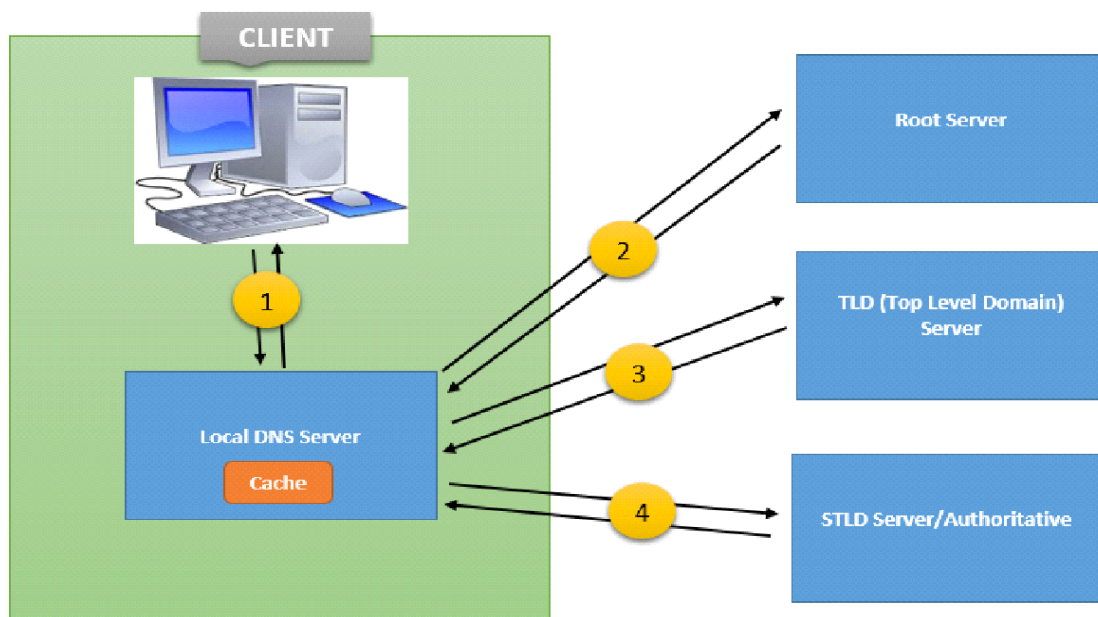 CLIENT
Root Server
2
1
TLD (Top Level Domain)
Server
3
Local DNS Server
Cache
4
STLD Server/Authoritative